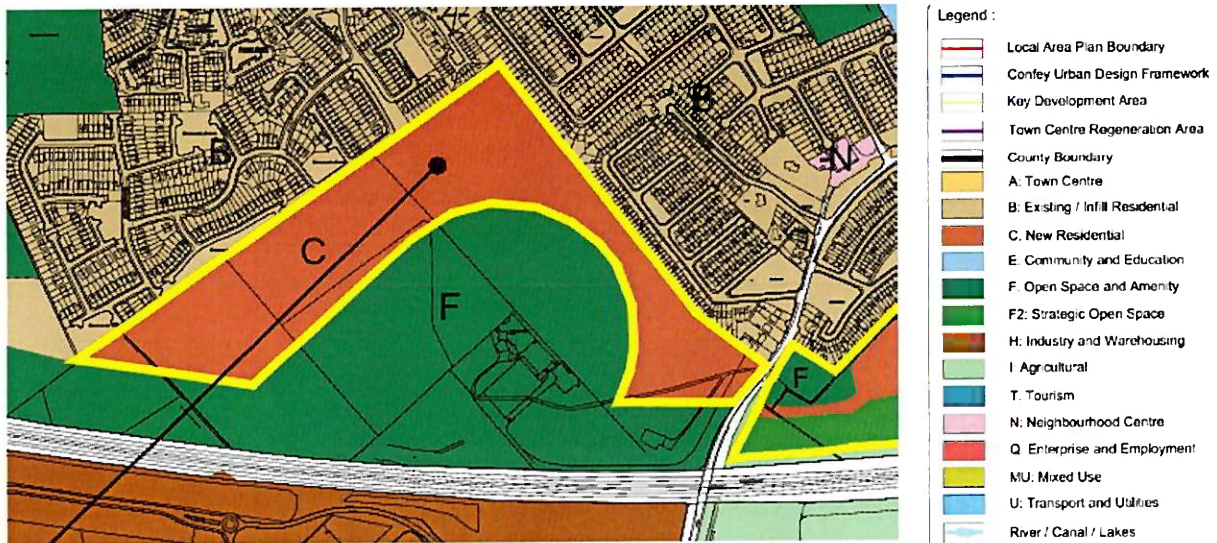 B
B
N
C
F
F
Legend :
Local Area Plan Boundary
Confey Urban Design Framework
Key Development Area
Town Centre Regeneration Area
County Boundary
A: Town Centre
B: Existing / Infill Residential
C. New Residential
E. Community and Education
F. Open Space and Amenity
F2: Strategic Open Space
H: Industry and Warehousing
I. Agricultural
T. Tourism
N: Neighbourhood Centre
Q Enterprise and Employment
MU: Mixed Use
U: Transport and Utilities
River / Canal / Lakes